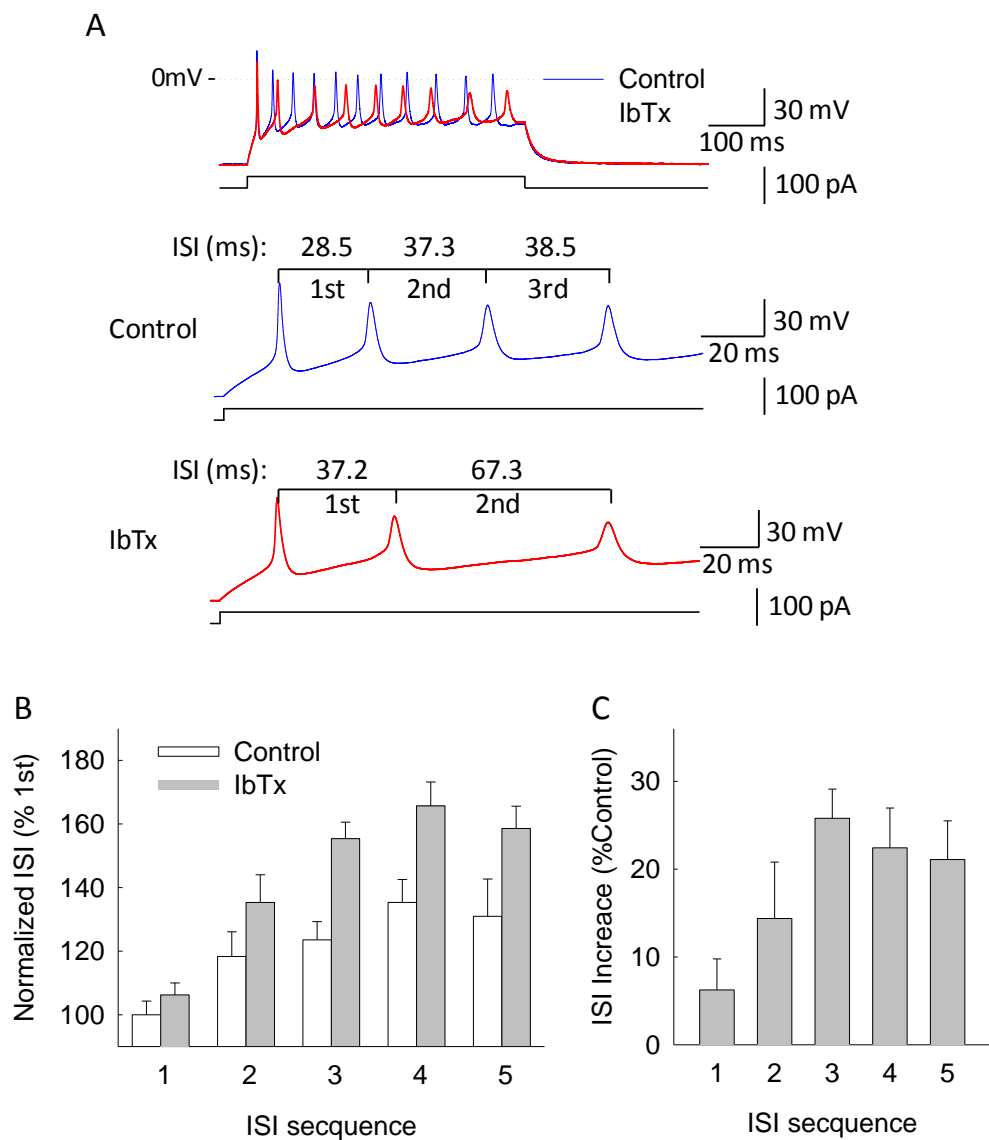 A
0mV
Control
IbTx
30 mV
100 ms
100 pA
ISI (ms):
28.5
37.3
38.5
1st
2nd
3rd
Control
30 mV
20 ms
100 pA
ISI (ms):
37.2
67.3
1st
2nd
IbTx
30 mV
20 ms
100 pA
B
Control
IbTx
Normalized ISI (% 1st)
180
160
140
120
100
1 2 3 4 5
ISI secquence
C
ISI Increace (%Control)
30
20
10
0
1 2 3 4 5
ISI secquence